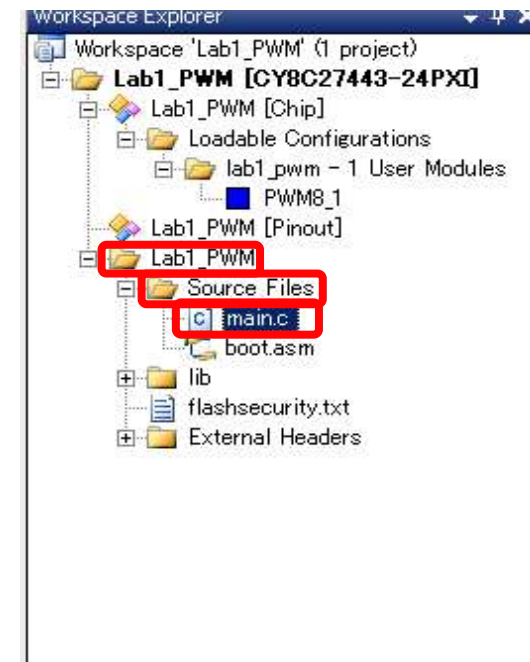 Workspace Explorer
Workspace 'Lab1_PWM' (1 project)
Lab1_PWM [CY8C27443-24PXI]
Lab1_PWM [Chip]
Loadable Configurations
lab1_pwm - 1 User Modules
PWM8_1
Lab1_PWM [Pinout]
Lab1_PWM
Source Files
main.c
boot.asm
lib
flashsecurity.txt
External Headers